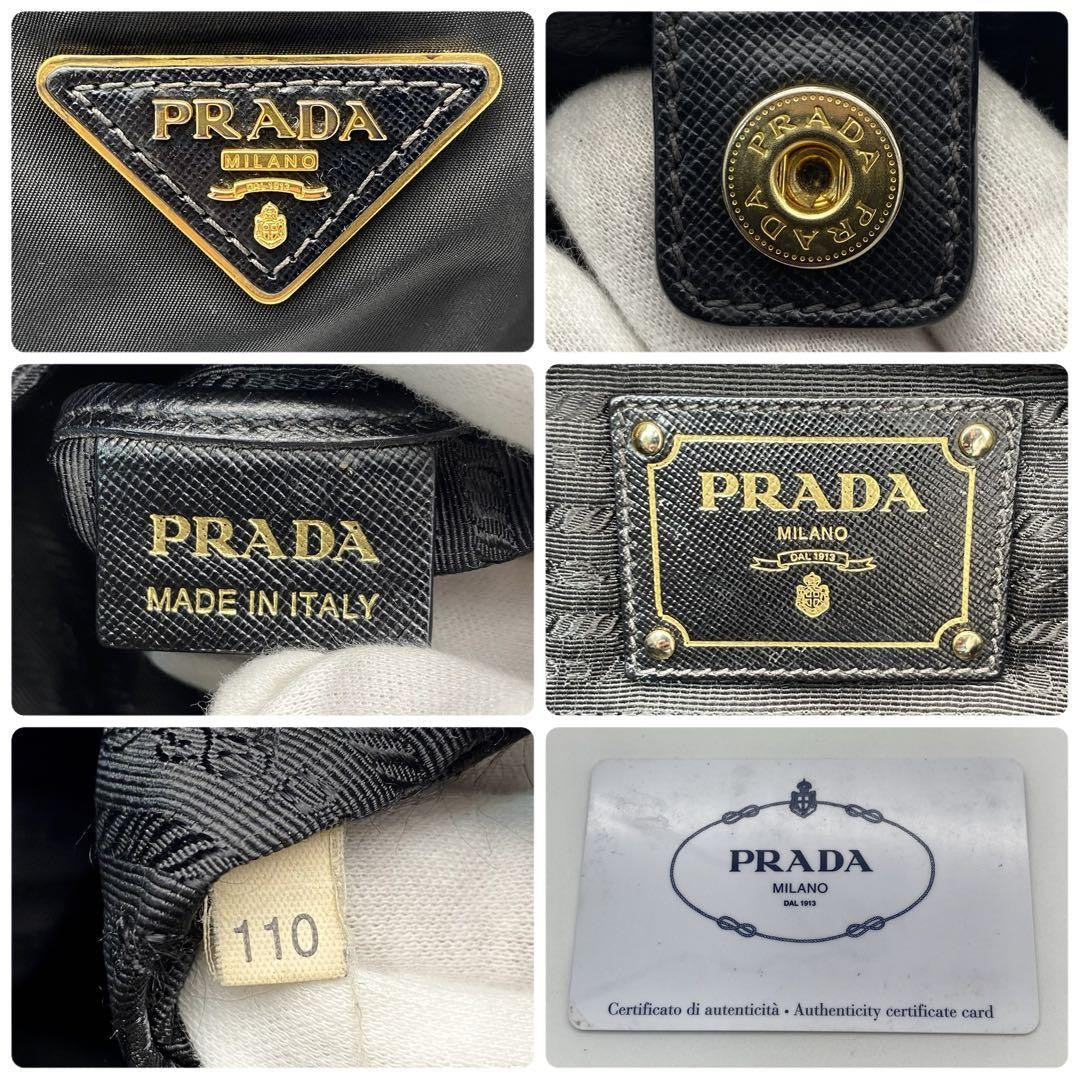 PRADA
MILANO
DAL 1913
PRADA PRADA
PRADA
MADE IN ITALY
PRADA
MILANO
DAL 1913
110
PRADA
MILANO
DAL 1913
Certificato di autenticità • Authenticity certificate card